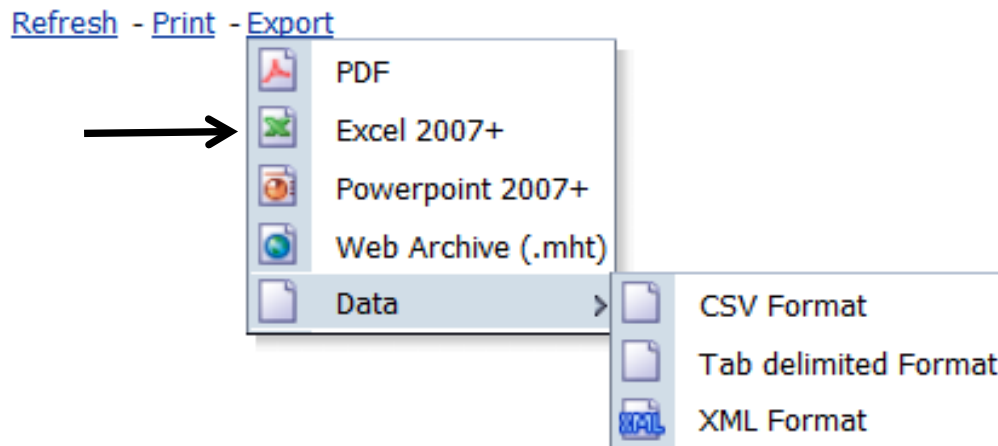 Refresh - Print - Export
PDF
Excel 2007+
Powerpoint 2007+
Web Archive (.mht)
Data >
CSV Format
Tab delimited Format
XML Format